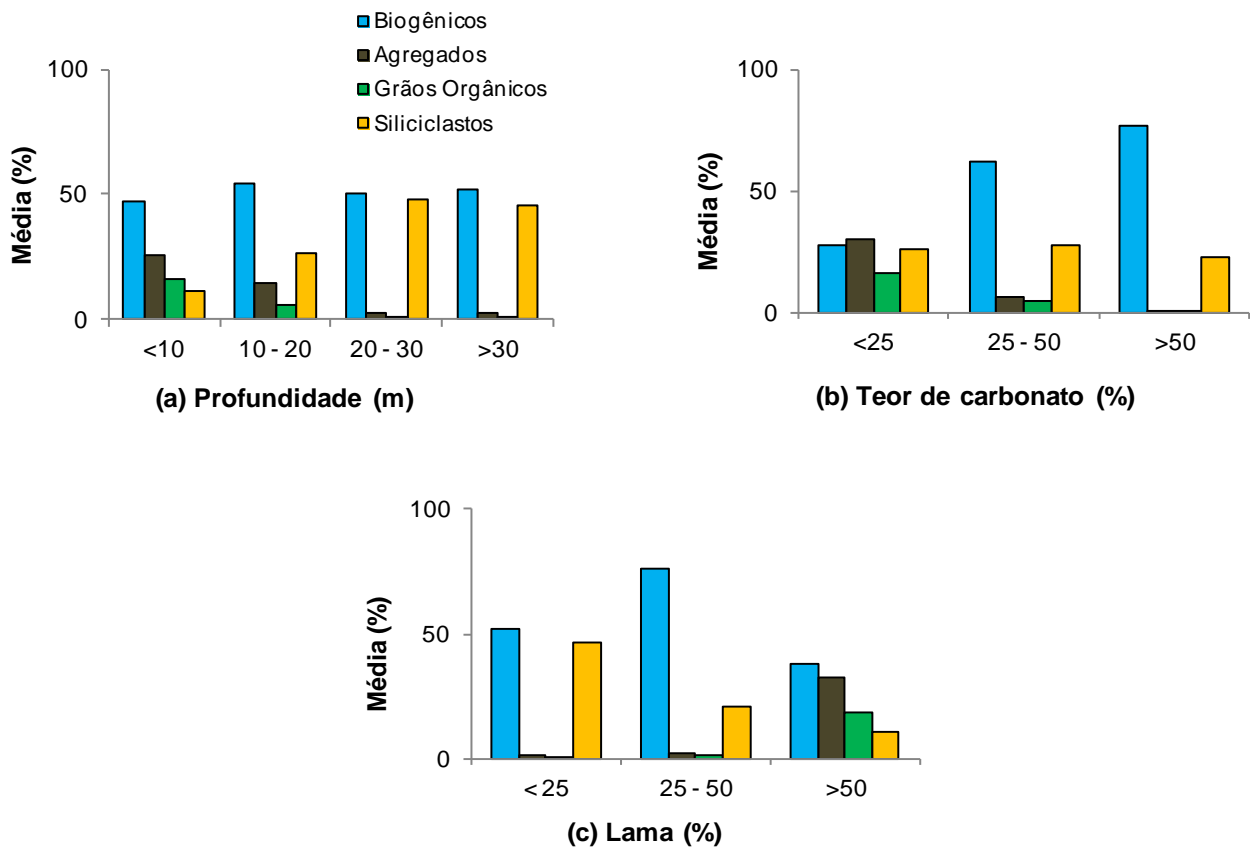 Biogênicos
Agregados
Grãos Orgânicos
Siliciclastos
100
50
0
Média (%)
<10 10 - 20 20 - 30 >30
(a) Profundidade (m)
100
50
0
Média (%)
<25 25 - 50 >50
(b) Teor de carbonato (%)
100
50
0
Média (%)
< 25 25 - 50 >50
(c) Lama (%)